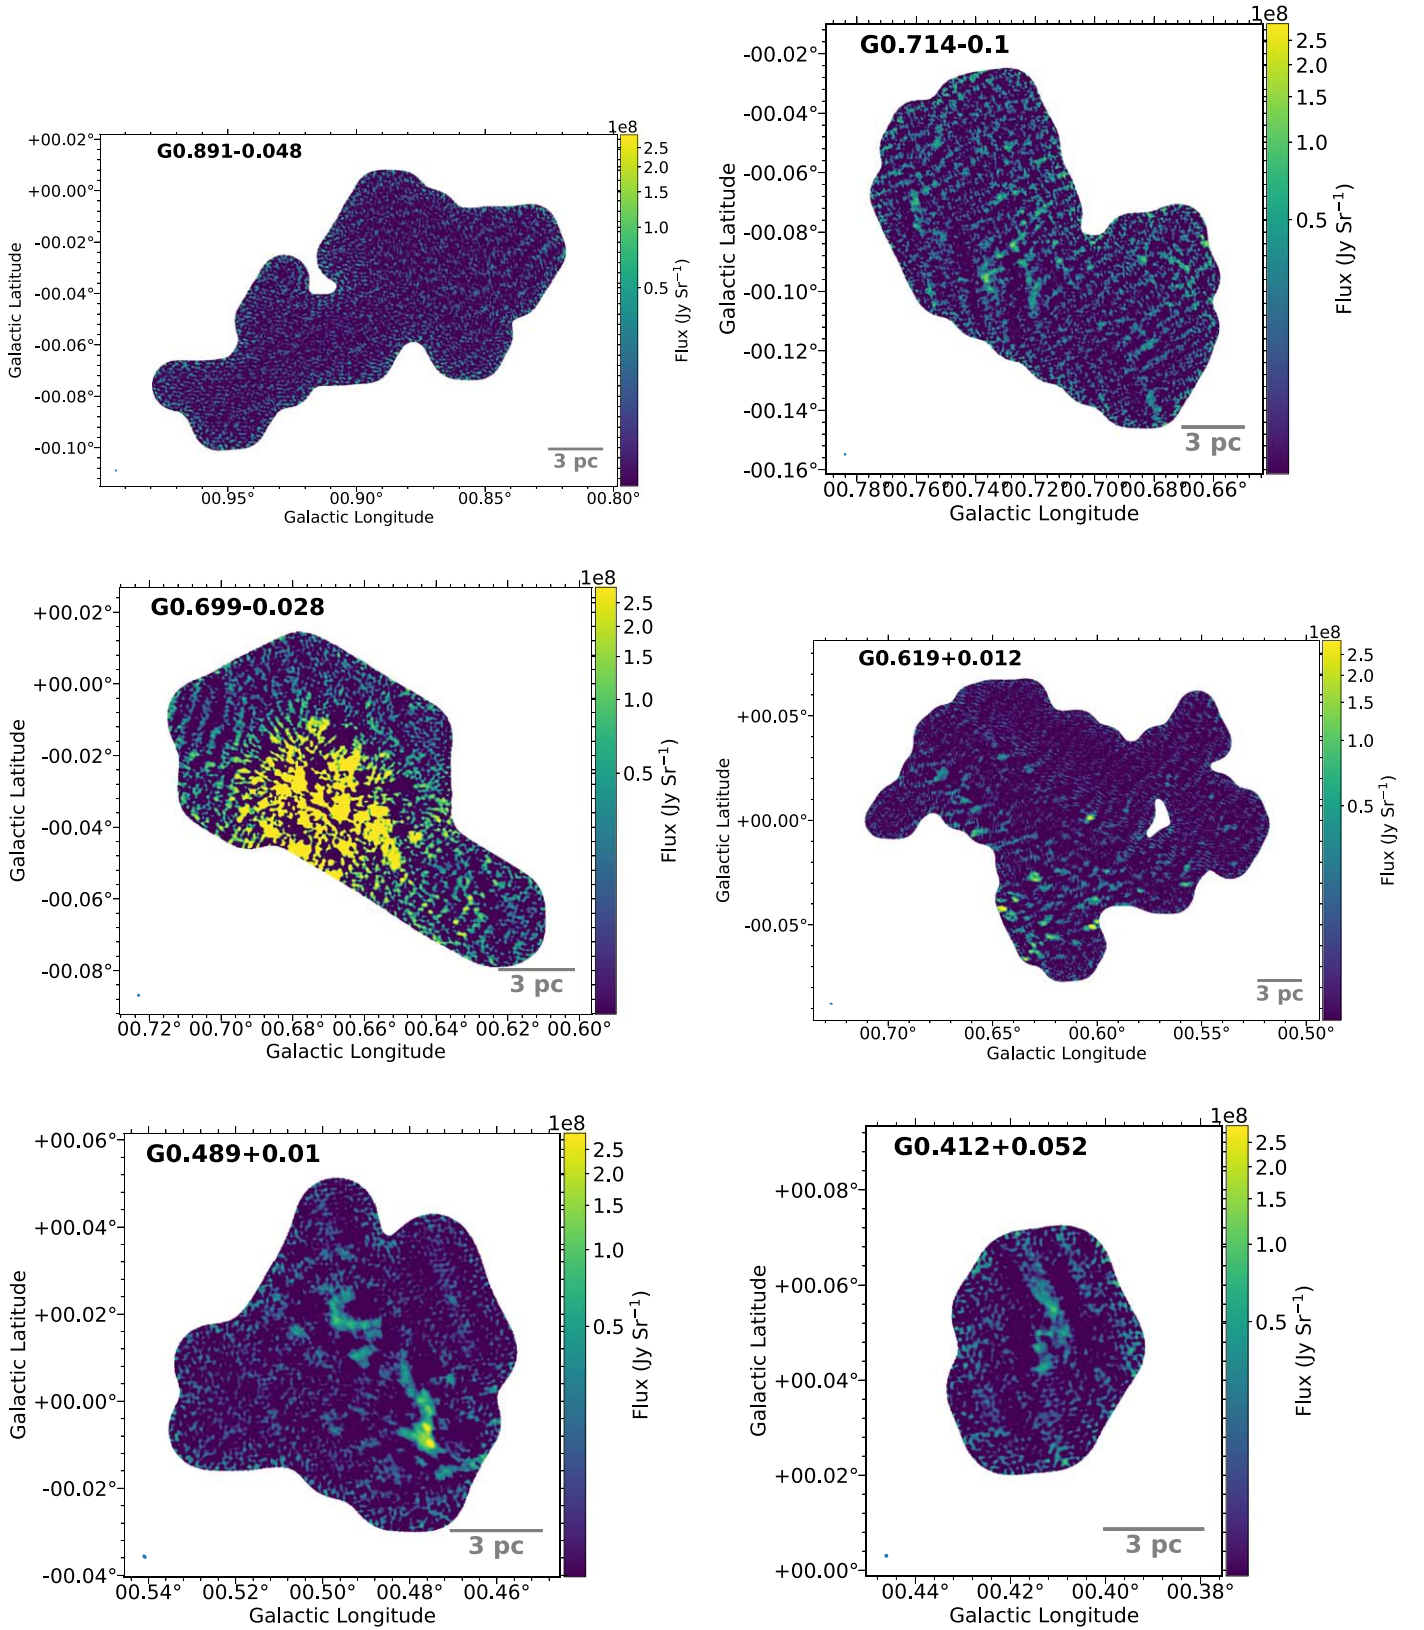 G0.891-0.048
1e8
+00.02°
+00.00°
-00.02°
-00.04°
-00.06°
-00.08°
-00.10°
Galactic Latitude
00.95°
00.90°
00.85°
00.80°
Galactic Longitude
3 pc
2.5
2.0
1.5
1.0
0.5
Flux (Jy Sr⁻¹)
G0.714-0.1
1e8
-00.02°
-00.04°
-00.06°
-00.08°
-00.10°
-00.12°
-00.14°
-00.16°
Galactic Latitude
00.78°00.76°00.74°00.72°00.70°00.68°00.66°
Galactic Longitude
3 pc
2.5
2.0
1.5
1.0
0.5
Flux (Jy Sr⁻¹)
G0.699-0.028
1e8
+00.02°
+00.00°
-00.02°
-00.04°
-00.06°
-00.08°
Galactic Latitude
00.72°
00.70°
00.68°
00.66°
00.64°
00.62°
00.60°
Galactic Longitude
3 pc
2.5
2.0
1.5
1.0
0.5
Flux (Jy Sr⁻¹)
G0.619+0.012
1e8
+00.05°
+00.00°
-00.05°
Galactic Latitude
00.70°
00.65°
00.60°
00.55°
00.50°
Galactic Longitude
3 pc
2.5
2.0
1.5
1.0
0.5
Flux (Jy Sr⁻¹)
G0.489+0.01
1e8
+00.06°
+00.04°
+00.02°
+00.00°
-00.02°
-00.04°
Galactic Latitude
00.54°
00.52°
00.50°
00.48°
00.46°
Galactic Longitude
3 pc
2.5
2.0
1.5
1.0
0.5
Flux (Jy Sr⁻¹)
G0.412+0.052
1e8
+00.08°
+00.06°
+00.04°
+00.02°
+00.00°
Galactic Latitude
00.44°
00.42°
00.40°
00.38°
Galactic Longitude
3 pc
2.5
2.0
1.5
1.0
0.5
Flux (Jy Sr⁻¹)